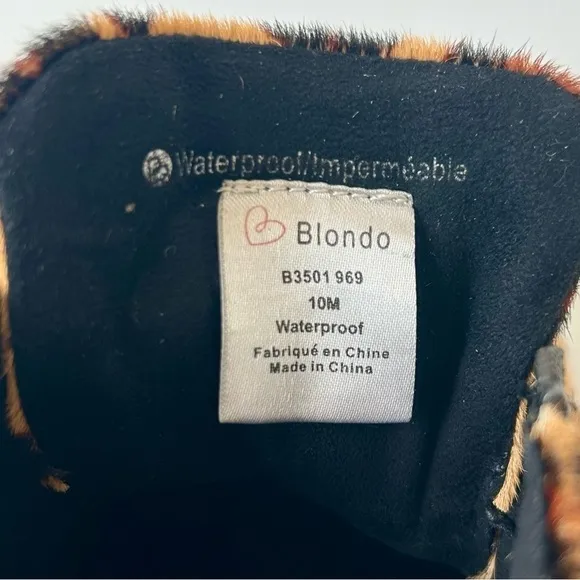 Waterproof/Imperméable
Blondo
B3501 969
10M
Waterproof
Fabriqué en Chine
Made in China